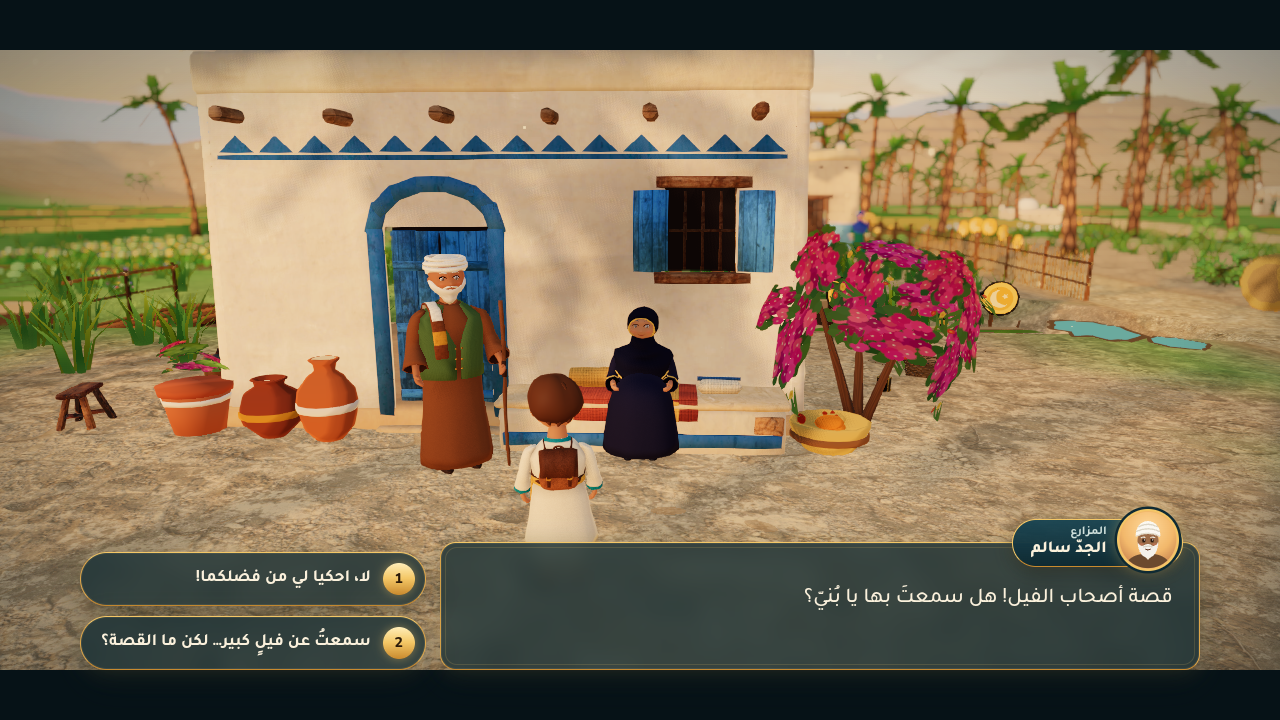 المزارع
الجدّ سالم
قصة أصحاب الفيل! هل سمعتَ بها يا بُنيّ؟
1 لا، احكيا لي من فضلكما!
2 سمعتُ عن فيلٍ كبير... لكن ما القصة؟